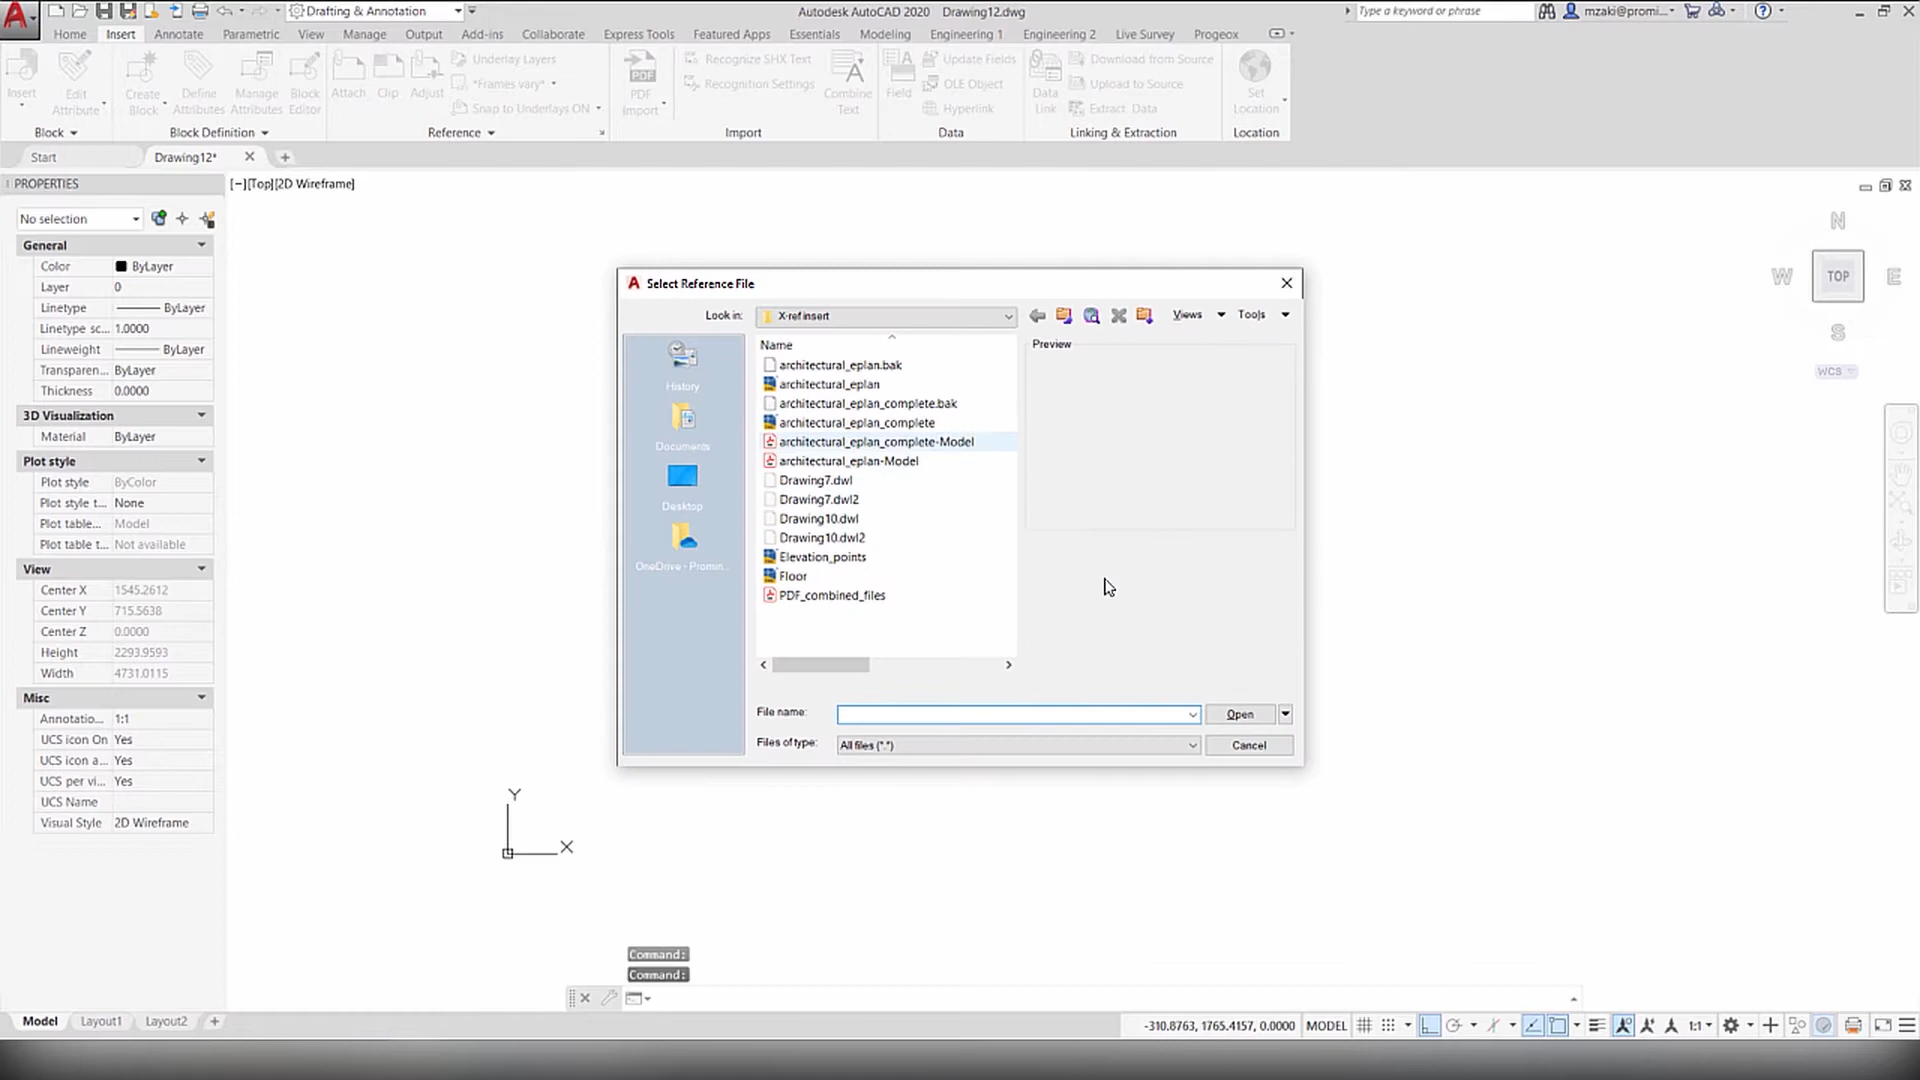 Drafting & Annotation
Autodesk AutoCAD 2020 Drawing12.dwg
Type a keyword or phrase
mzaki@promi...
Home Insert Annotate Parametric View Manage Output Add-ins Collaborate Express Tools Featured Apps Essentials Modeling Engineering 1 Engineering 2 Live Survey Progeox
Insert
Edit Attribute
Create Block
Define Attributes
Manage Attributes
Block Editor
Attach
Clip
Adjust
Underlay Layers
*Frames vary*
Snap to Underlays ON
PDF Import
Recognize SHX Text
Recognition Settings
Combine Text
Field
Update Fields
OLE Object
Hyperlink
Data Link
Download from Source
Upload to Source
Extract Data
Set Location
Block
Block Definition
Reference
Import
Data
Linking & Extraction
Location
Start
Drawing12*
PROPERTIES
[−][Top][2D Wireframe]
No selection
General
Color ByLayer
Layer 0
Linetype ByLayer
Linetype sc... 1.0000
Lineweight ByLayer
Transparen... ByLayer
Thickness 0.0000
3D Visualization
Material ByLayer
Plot style
Plot style ByColor
Plot style t... None
Plot table... Model
Plot table t... Not available
View
Center X 1545.2612
Center Y 715.5638
Center Z 0.0000
Height 2293.9593
Width 4731.0115
Misc
Annotatio... 1:1
UCS icon On Yes
UCS icon a... Yes
UCS per vi... Yes
UCS Name
Visual Style 2D Wireframe
Select Reference File
Look in: X-ref insert
Views
Tools
History
Documents
Desktop
OneDrive - Promin...
Name
architectural_eplan.bak
architectural_eplan
architectural_eplan_complete.bak
architectural_eplan_complete
architectural_eplan_complete-Model
architectural_eplan-Model
Drawing7.dwl
Drawing7.dwl2
Drawing10.dwl
Drawing10.dwl2
Elevation_points
Floor
PDF_combined_files
Preview
File name:
Open
Files of type: All files (*.*)
Cancel
N
W TOP E
S
WCS
Y
X
Command:
Command:
Model Layout1 Layout2
-310.8763, 1765.4157, 0.0000 MODEL
1:1